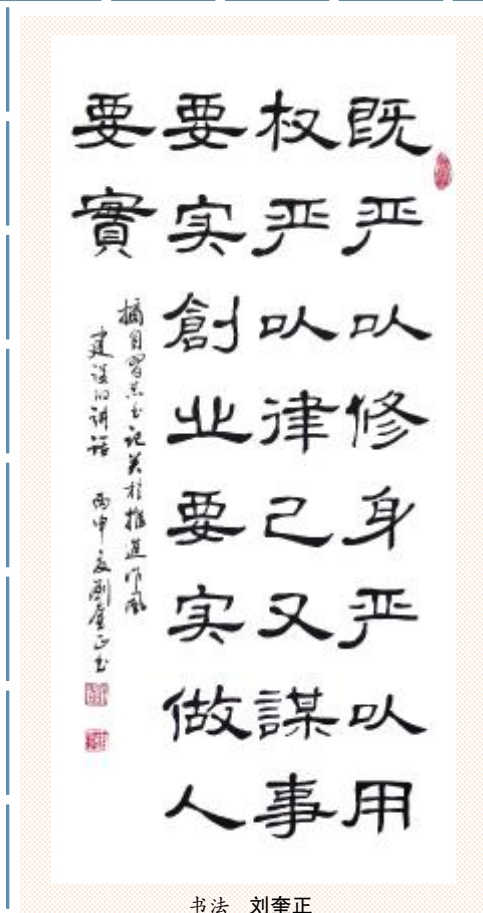 既严以修身严以用
权严以律己又谋事
要实創业要实做人
要實
摘自習总书记关于推进作风
建设的讲话 丙申夏劉奎正书
书法 刘奎正